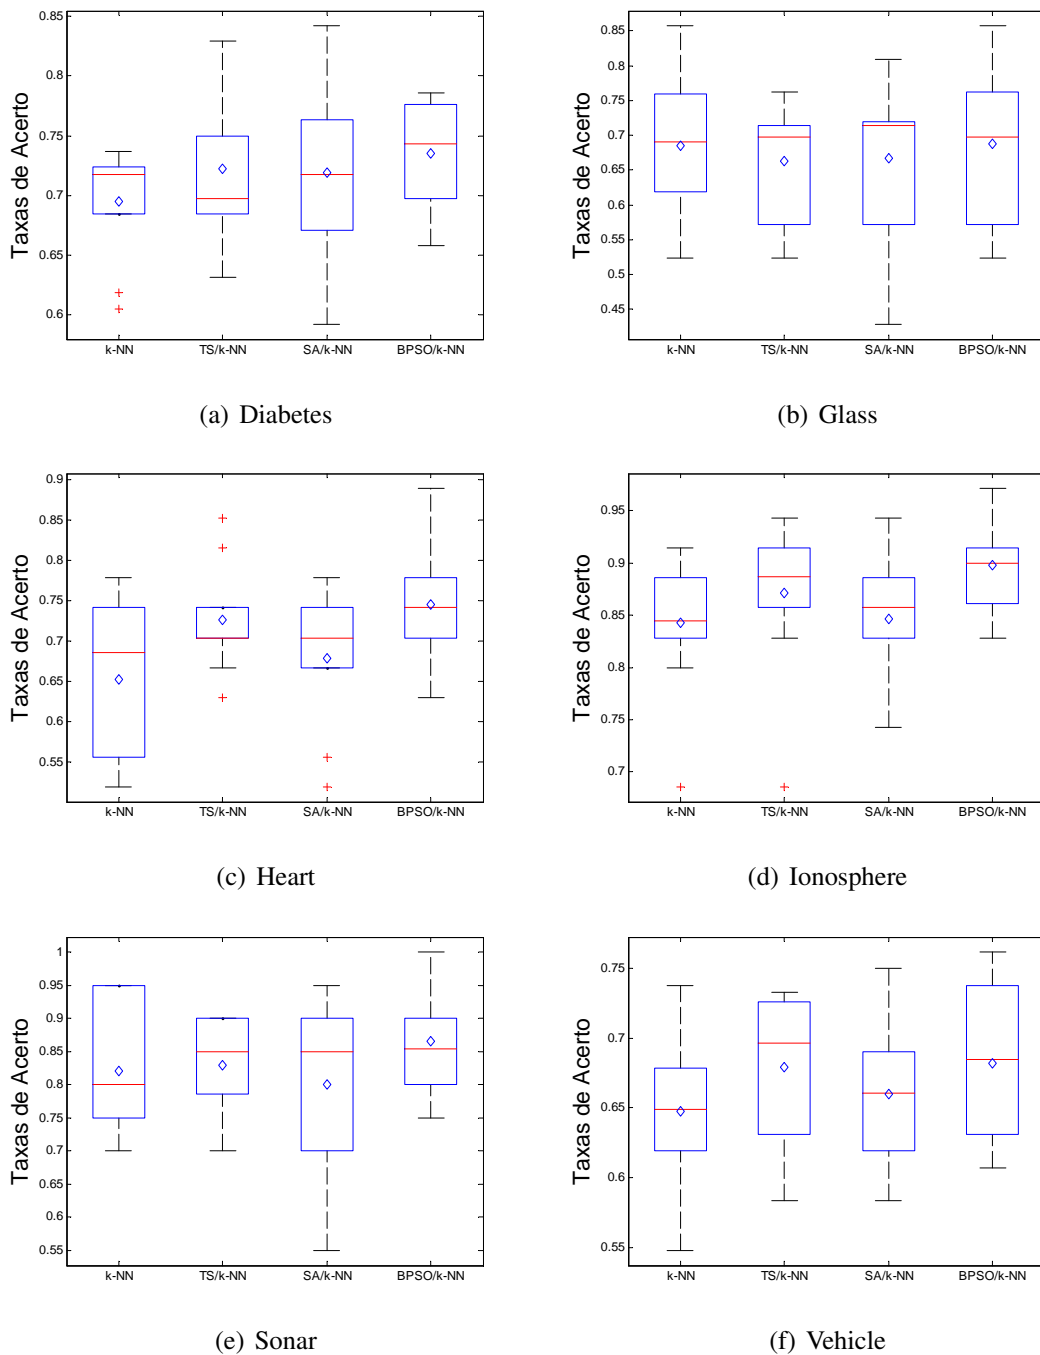 0.85
0.8
0.75
0.7
0.65
0.6
Taxas de Acerto
k-NN TS/k-NN SA/k-NN BPSO/k-NN
(a) Diabetes
0.85
0.8
0.75
0.7
0.65
0.6
0.55
0.5
0.45
Taxas de Acerto
k-NN TS/k-NN SA/k-NN BPSO/k-NN
(b) Glass
0.9
0.85
0.8
0.75
0.7
0.65
0.6
0.55
Taxas de Acerto
k-NN TS/k-NN SA/k-NN BPSO/k-NN
(c) Heart
0.95
0.9
0.85
0.8
0.75
0.7
Taxas de Acerto
k-NN TS/k-NN SA/k-NN BPSO/k-NN
(d) Ionosphere
1
0.95
0.9
0.85
0.8
0.75
0.7
0.65
0.6
0.55
Taxas de Acerto
k-NN TS/k-NN SA/k-NN BPSO/k-NN
(e) Sonar
0.75
0.7
0.65
0.6
0.55
Taxas de Acerto
k-NN TS/k-NN SA/k-NN BPSO/k-NN
(f) Vehicle